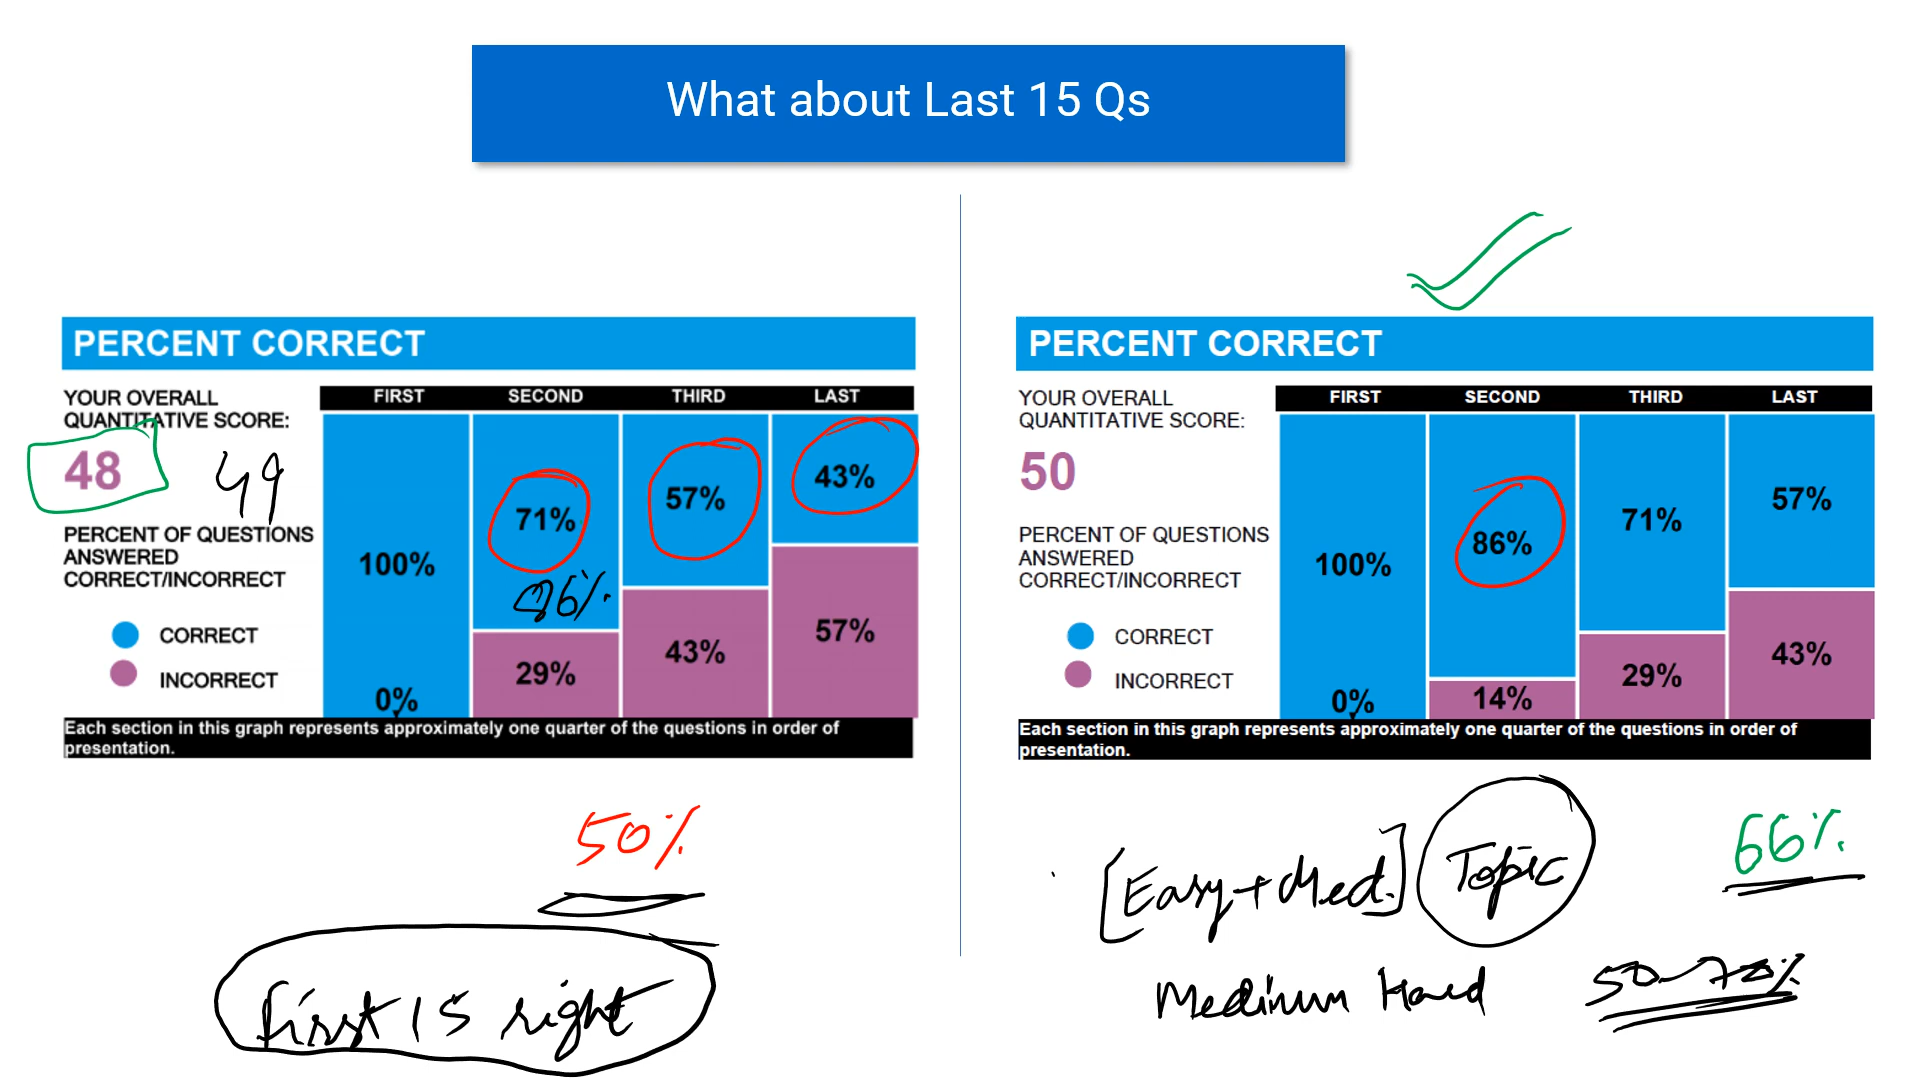 What about Last 15 Qs
PERCENT CORRECT
YOUR OVERALL
QUANTITATIVE SCORE:
48
49
PERCENT OF QUESTIONS
ANSWERED
CORRECT/INCORRECT
CORRECT
INCORRECT
FIRST SECOND THIRD LAST
100% 71% 57% 43%
86%
0% 29% 43% 57%
Each section in this graph represents approximately one quarter of the questions in order of
presentation.
50%
first 15 right
PERCENT CORRECT
YOUR OVERALL
QUANTITATIVE SCORE:
50
PERCENT OF QUESTIONS
ANSWERED
CORRECT/INCORRECT
CORRECT
INCORRECT
FIRST SECOND THIRD LAST
100% 86% 71% 57%
0% 14% 29% 43%
Each section in this graph represents approximately one quarter of the questions in order of
presentation.
[Easy+Med.] Topic 66%
Medium Hard 50-70%